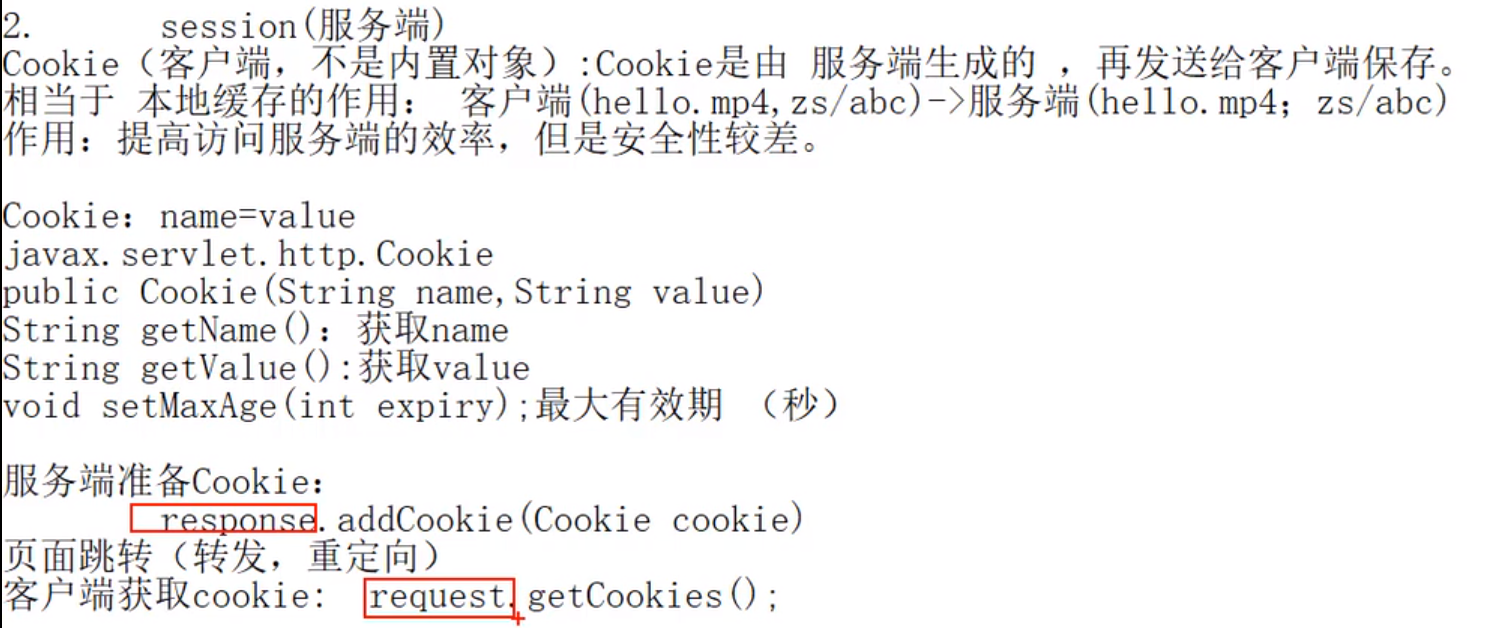 2.      session(服务端)
Cookie（客户端，不是内置对象）:Cookie是由 服务端生成的 ，再发送给客户端保存。
相当于 本地缓存的作用： 客户端(hello.mp4,zs/abc)->服务端(hello.mp4；zs/abc)
作用：提高访问服务端的效率，但是安全性较差。
Cookie：name=value
javax.servlet.http.Cookie
public Cookie(String name,String value)
String getName()：获取name
String getValue():获取value
void setMaxAge(int expiry);最大有效期 （秒）
服务端准备Cookie：
response.addCookie(Cookie cookie)
页面跳转（转发，重定向）
客户端获取cookie:  request.getCookies();